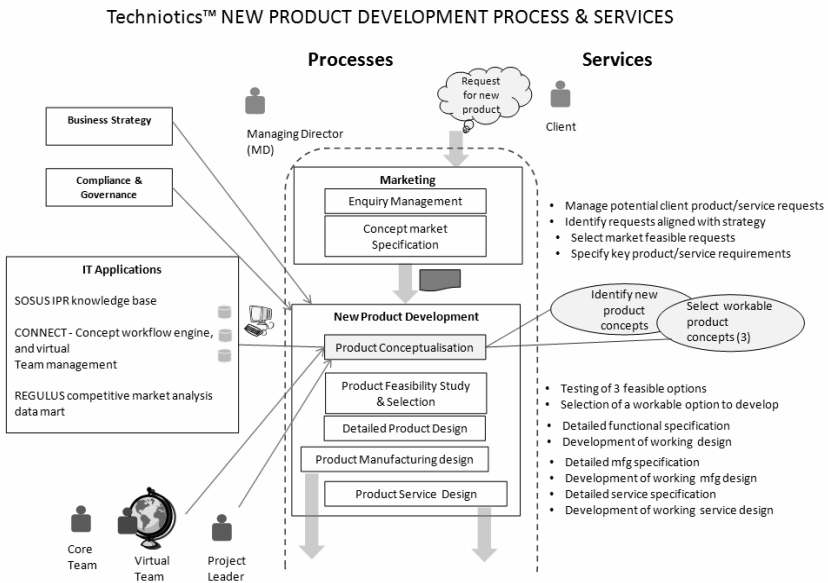 Techniotics™ NEW PRODUCT DEVELOPMENT PROCESS & SERVICES
Processes
Services
Request
for new
product
Managing Director
(MD)
Client
Business Strategy
Compliance &
Governance
Marketing
Enquiry Management
Concept market
Specification
• Manage potential client product/service requests
• Identify requests aligned with strategy
• Select market feasible requests
• Specify key product/service requirements
IT Applications
SOSUS IPR knowledge base
CONNECT - Concept workflow engine,
and virtual
Team management
REGULUS competitive market analysis
data mart
New Product Development
Product Conceptualisation
Product Feasibility Study
& Selection
Detailed Product Design
Product Manufacturing design
Product Service Design
Identify new
product
concepts
Select workable
product
concepts (3)
• Testing of 3 feasible options
• Selection of a workable option to develop
• Detailed functional specification
• Development of working design
• Detailed mfg specification
• Development of working mfg design
• Detailed service specification
• Development of working service design
Core
Team
Virtual
Team
Project
Leader